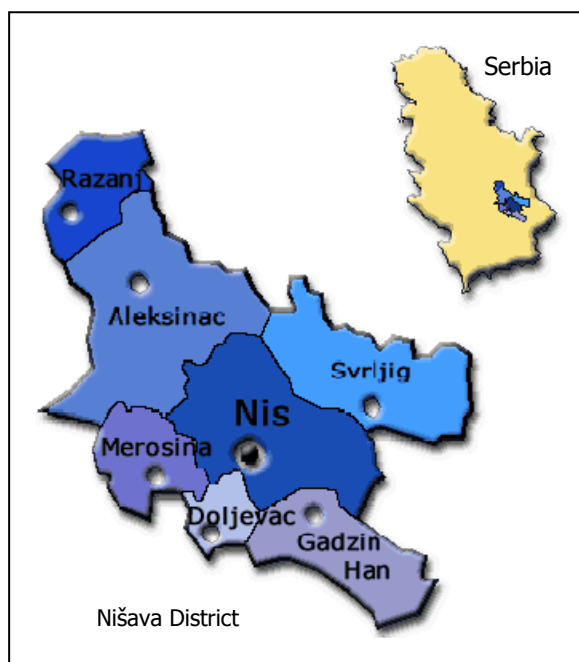 Serbia
Razanj
Aleksinac
Svrljig
Nis
Merosina
Doljevac
Gadzin
Han
Nišava District